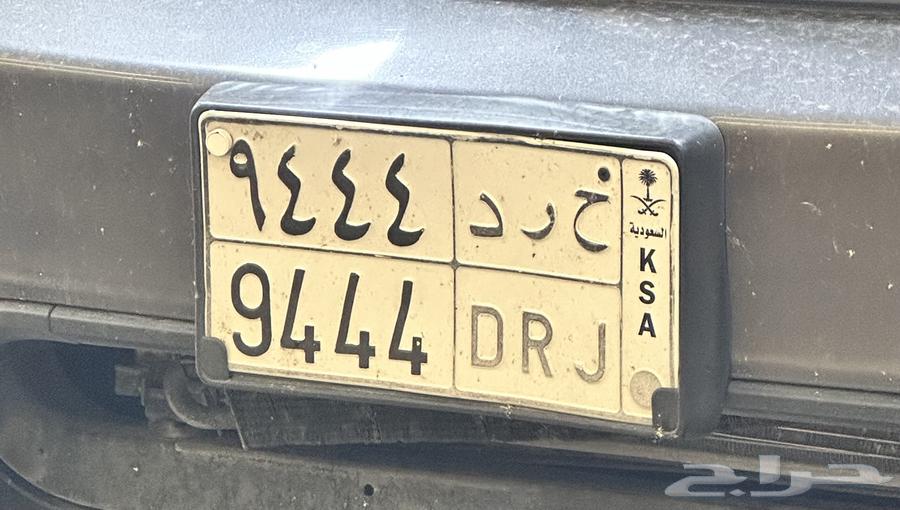 ح ر د ٩٤٤٤
9444 DRJ
السعودية
K
S
A
حراج